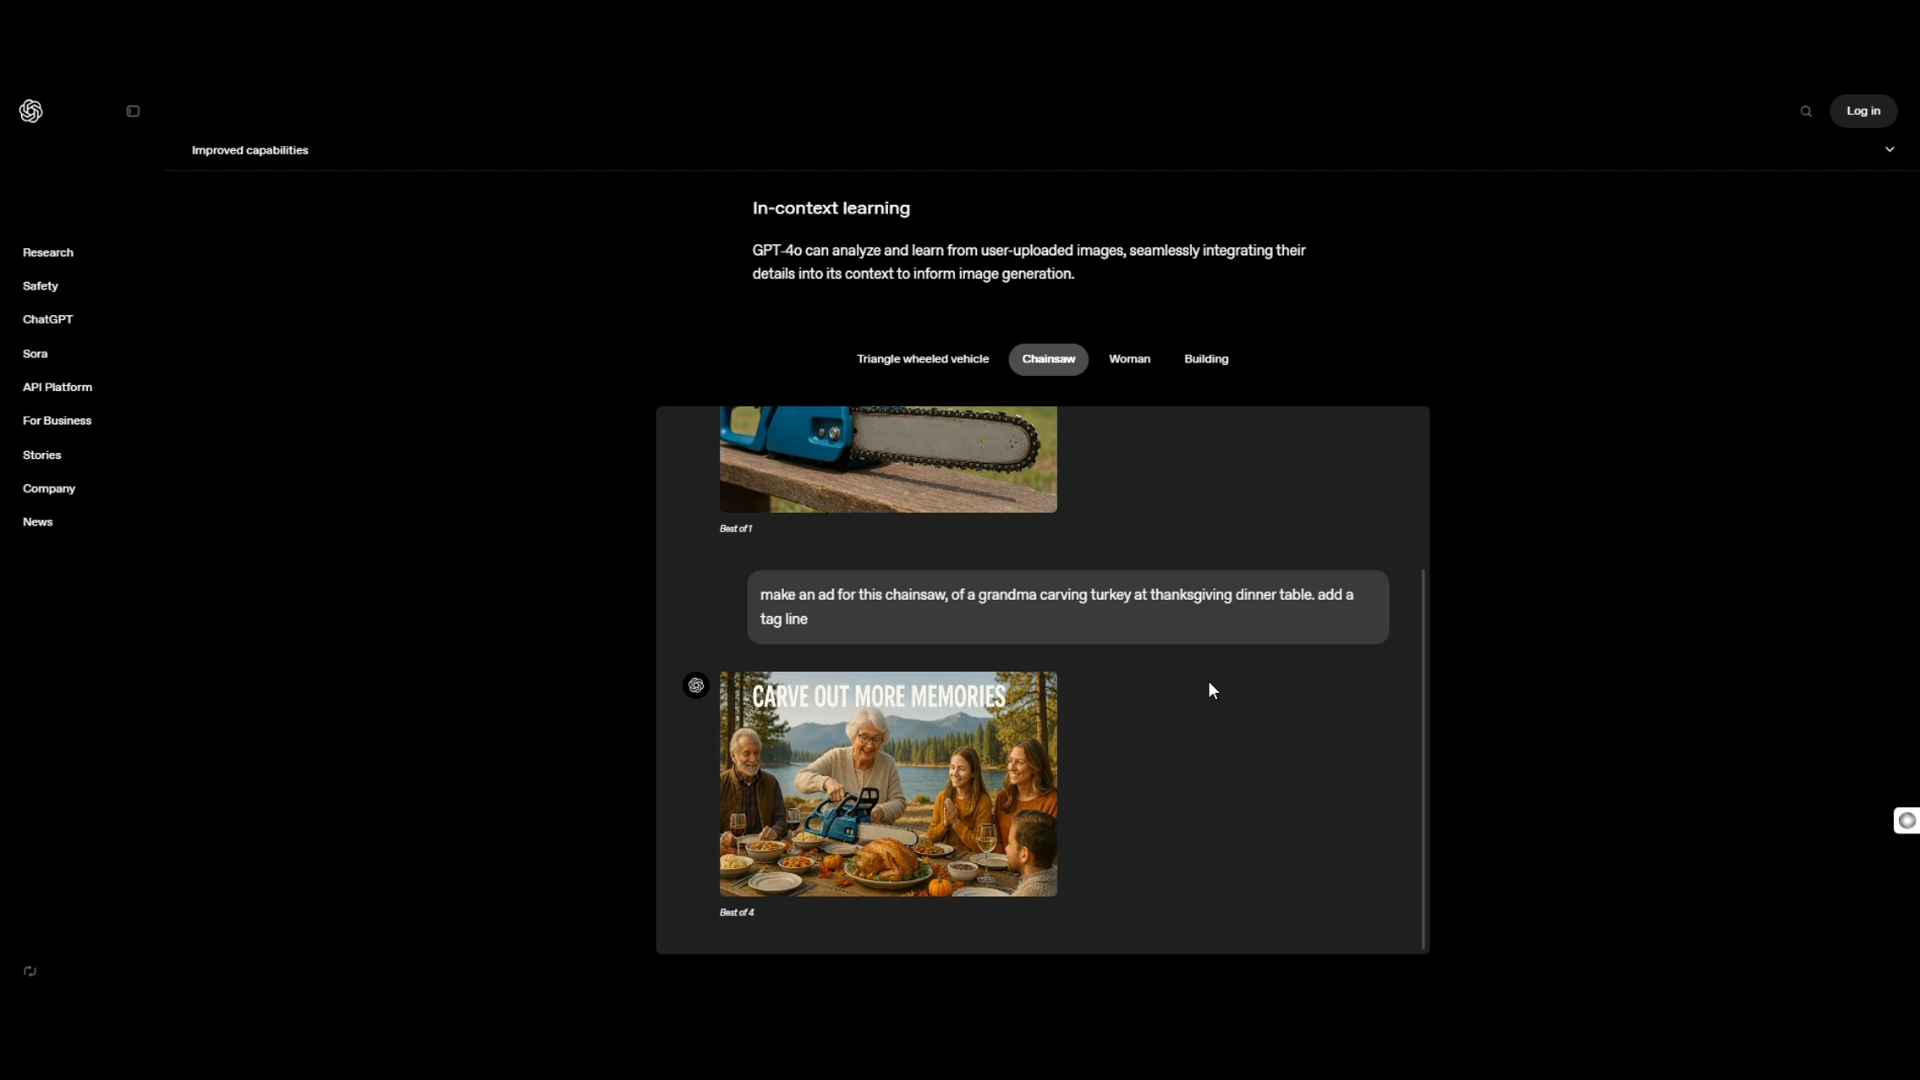 Log in
Improved capabilities
Research
Safety
ChatGPT
Sora
API Platform
For Business
Stories
Company
News
In-context learning
GPT-4o can analyze and learn from user-uploaded images, seamlessly integrating their
details into its context to inform image generation.
Triangle wheeled vehicle
Chainsaw
Woman
Building
Best of 1
make an ad for this chainsaw, of a grandma carving turkey at thanksgiving dinner table. add a
tag line
CARVE OUT MORE MEMORIES
Best of 4